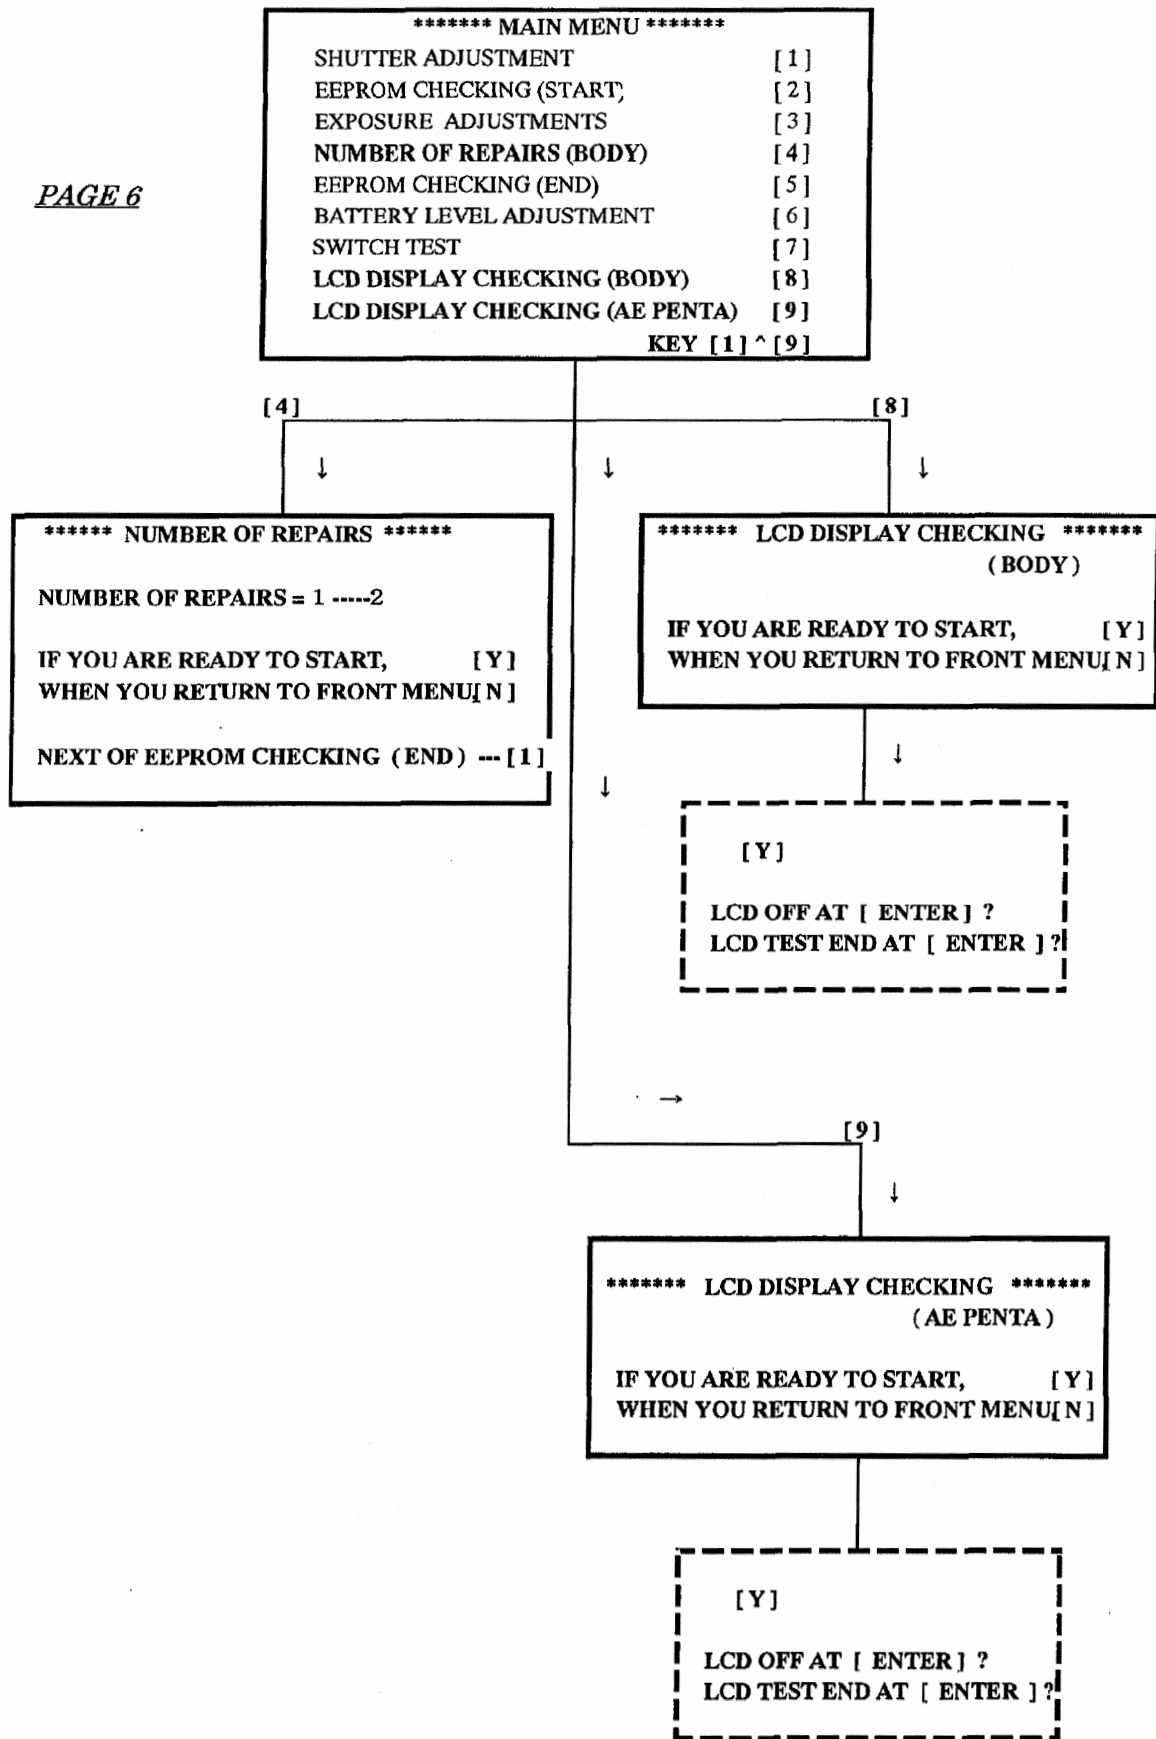 ******* MAIN MENU *******
SHUTTER ADJUSTMENT [1]
EEPROM CHECKING (START) [2]
EXPOSURE ADJUSTMENTS [3]
NUMBER OF REPAIRS (BODY) [4]
EEPROM CHECKING (END) [5]
BATTERY LEVEL ADJUSTMENT [6]
SWITCH TEST [7]
LCD DISPLAY CHECKING (BODY) [8]
LCD DISPLAY CHECKING (AE PENTA) [9]
KEY [1] ^ [9]
PAGE 6
[4]
[8]
↓ ↓ ↓
****** NUMBER OF REPAIRS ******
NUMBER OF REPAIRS = 1 -----2
IF YOU ARE READY TO START, [Y]
WHEN YOU RETURN TO FRONT MENU[ N ]
NEXT OF EEPROM CHECKING (END) --- [1]
******* LCD DISPLAY CHECKING *******
(BODY)
IF YOU ARE READY TO START, [Y]
WHEN YOU RETURN TO FRONT MENU[ N ]
↓
↓
[Y]
LCD OFF AT [ ENTER ] ?
LCD TEST END AT [ ENTER ] ?
→
[9]
↓
******* LCD DISPLAY CHECKING *******
(AE PENTA)
IF YOU ARE READY TO START, [Y]
WHEN YOU RETURN TO FRONT MENU[ N ]
[Y]
LCD OFF AT [ ENTER ] ?
LCD TEST END AT [ ENTER ] ?